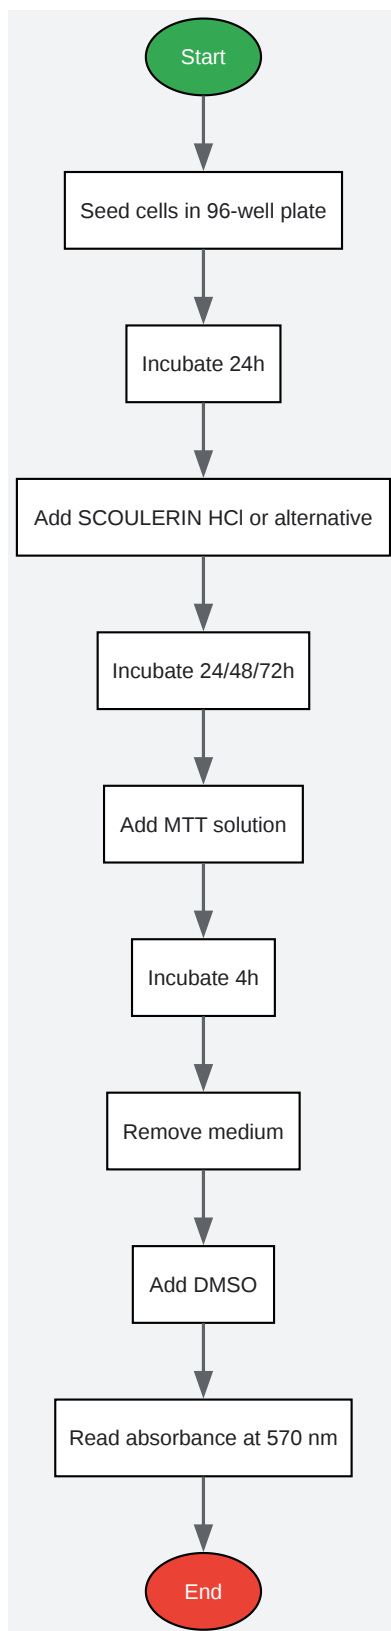 Start
Seed cells in 96-well plate
Incubate 24h
Add SCOULERIN HCl or alternative
Incubate 24/48/72h
Add MTT solution
Incubate 4h
Remove medium
Add DMSO
Read absorbance at 570 nm
End